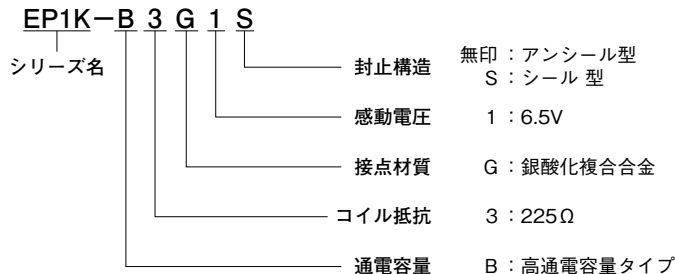 EP1K－B 3 G 1 S
シリーズ名
封止構造 無印：アンシール型
S：シール 型
感動電圧 1：6.5V
接点材質 G：銀酸化複合合金
コイル抵抗 3：225Ω
通電容量 B：高通電容量タイプ